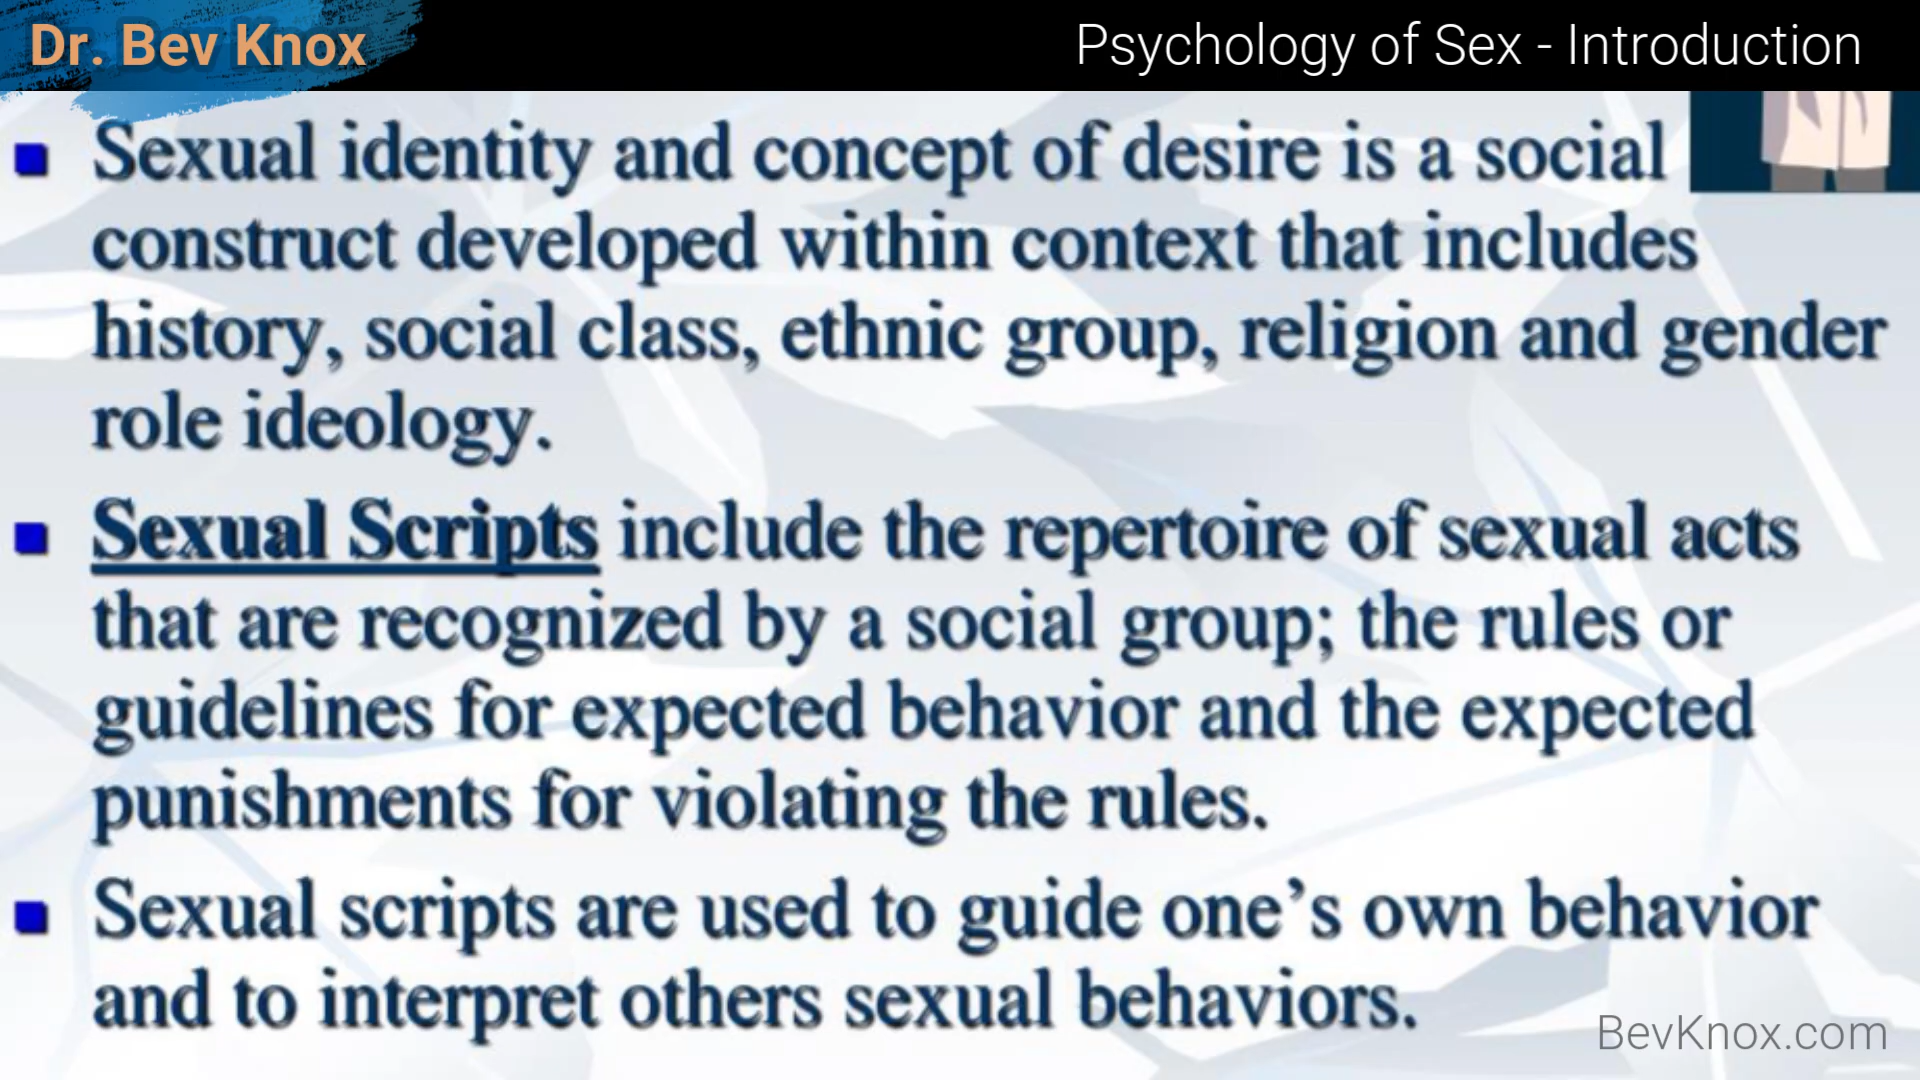 Dr. Bev Knox
Psychology of Sex - Introduction
Sexual identity and concept of desire is a social
construct developed within context that includes
history, social class, ethnic group, religion and gender
role ideology.
Sexual Scripts include the repertoire of sexual acts
that are recognized by a social group; the rules or
guidelines for expected behavior and the expected
punishments for violating the rules.
Sexual scripts are used to guide one’s own behavior
and to interpret others sexual behaviors.
BevKnox.com